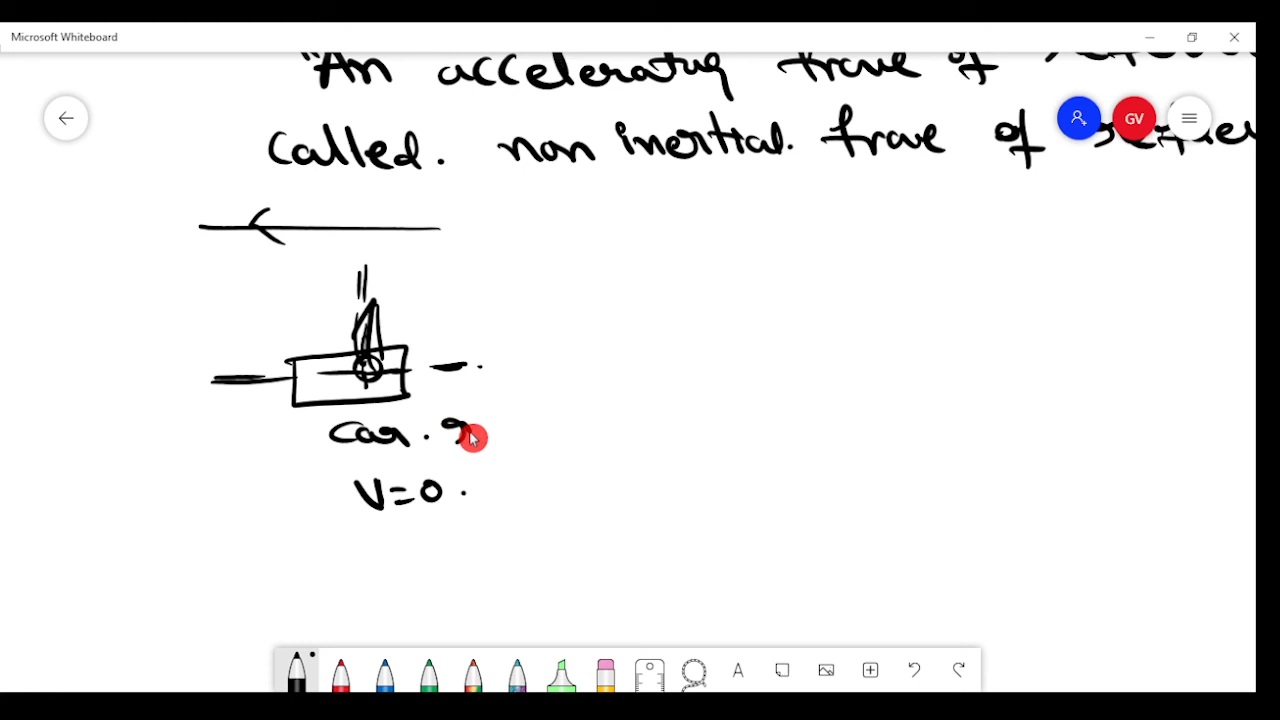 Microsoft Whiteboard
"An accelerating frame of
GV
called. non inertial. frame of
Car.
V=0.
A